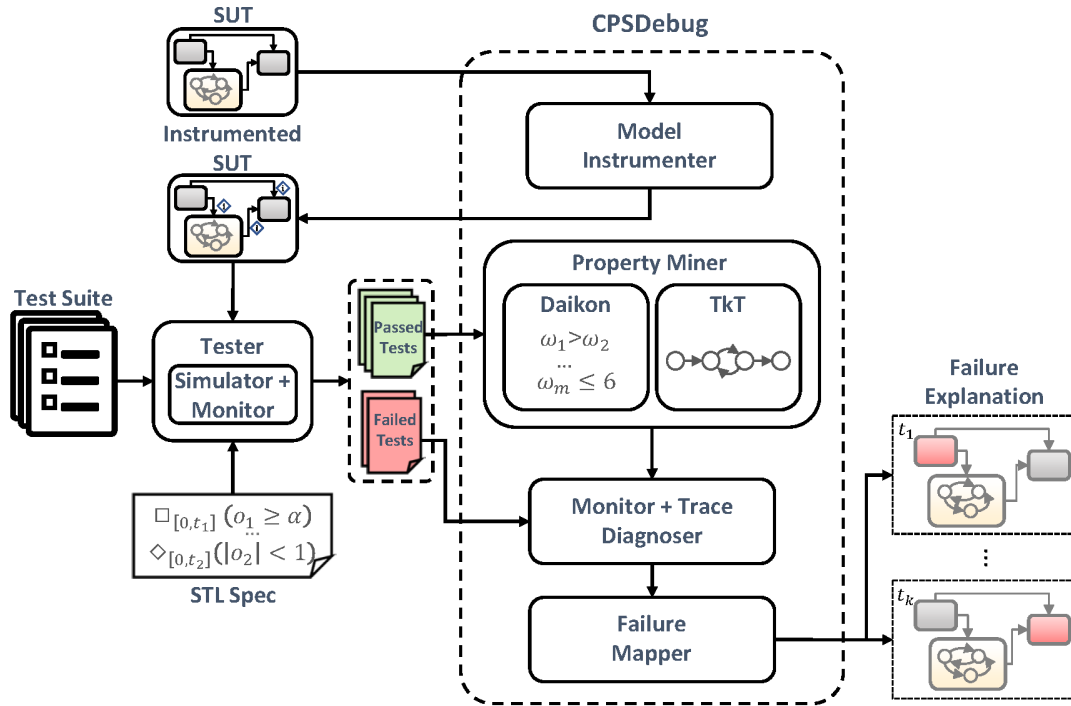 SUT
CPSDebug
Instrumented
SUT
i
i
i
Model
Instrumenter
Test Suite
Tester
Simulator +
Monitor
Passed
Tests
Failed
Tests
Property Miner
Daikon
ω₁>ω₂
...
ωₘ ≤ 6
TkT
□[0,t₁] (o₁ ≥ α)
...
◇[0,t₂](|o₂| < 1)
STL Spec
Monitor + Trace
Diagnoser
Failure
Mapper
Failure
Explanation
t₁
⋮
tₖ